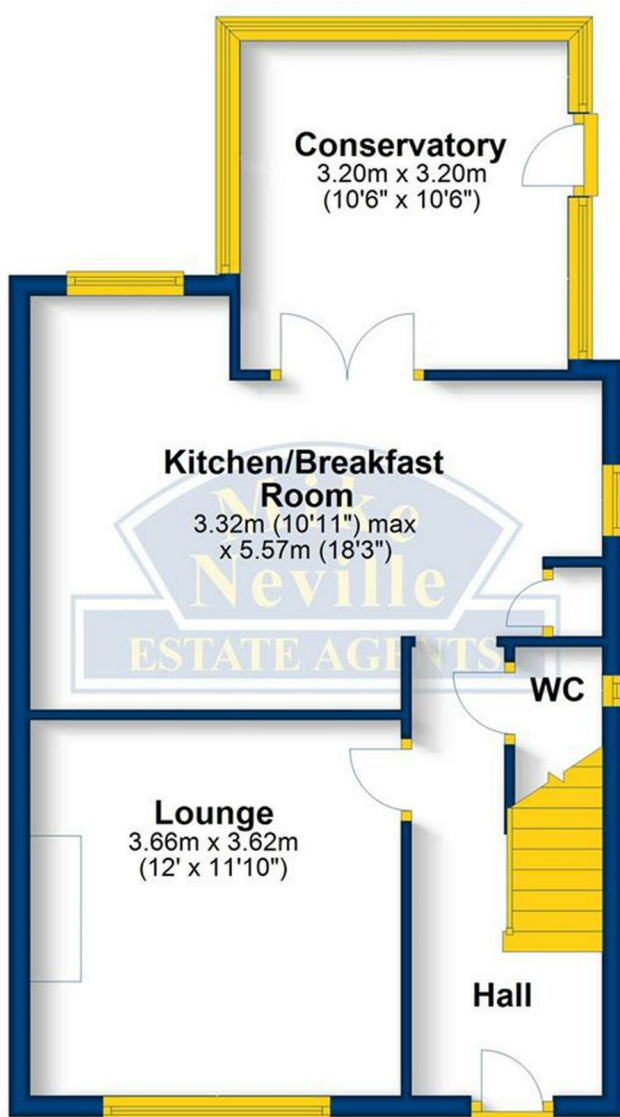 Conservatory
3.20m x 3.20m
(10'6" x 10'6")
Kitchen/Breakfast
Room
3.32m (10'11") max
x 5.57m (18'3")
Mike
Neville
ESTATE AGENTS
WC
Lounge
3.66m x 3.62m
(12' x 11'10")
Hall